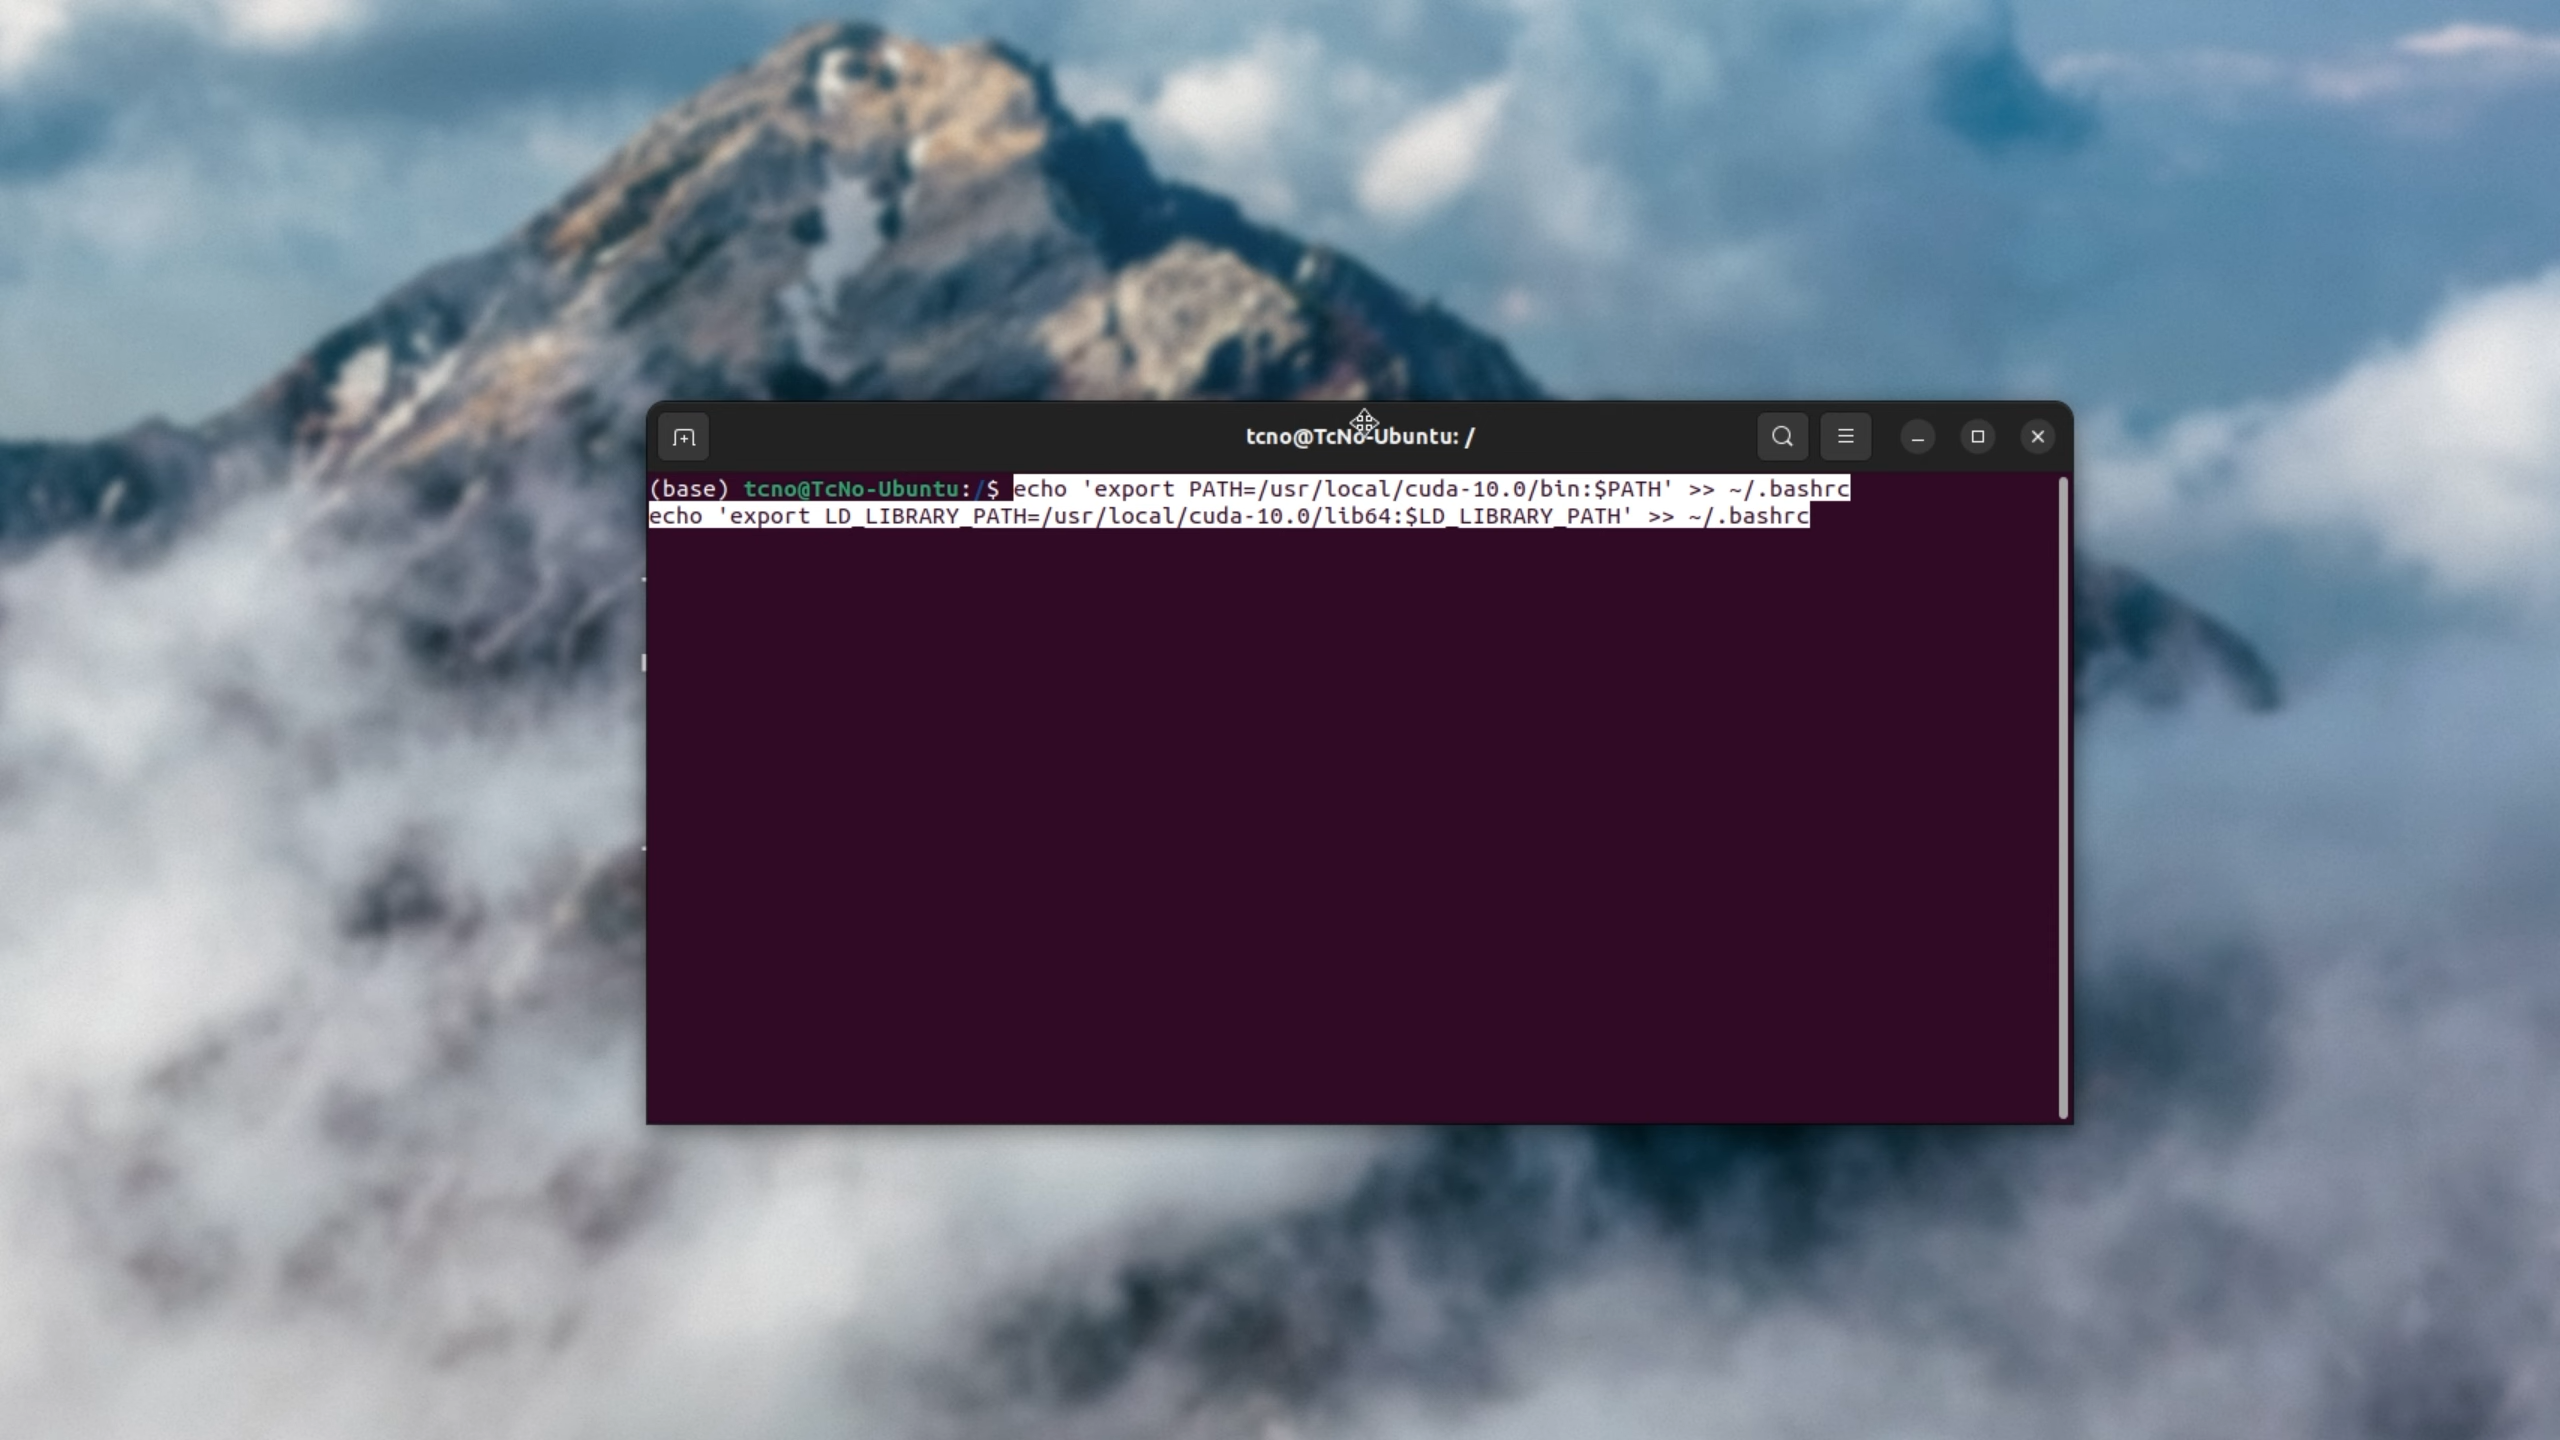 tcno@TcNo-Ubuntu: /
(base) tcno@TcNo-Ubuntu:/$ echo 'export PATH=/usr/local/cuda-10.0/bin:$PATH' >> ~/.bashrc
echo 'export LD_LIBRARY_PATH=/usr/local/cuda-10.0/lib64:$LD_LIBRARY_PATH' >> ~/.bashrc